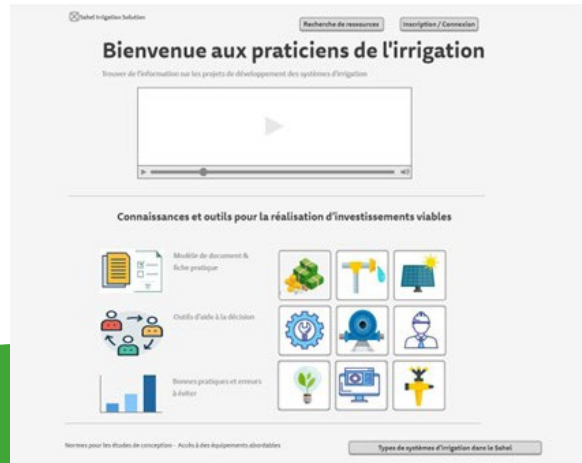 Sahel Irrigation Solution
Recherche de ressources
Inscription / Connexion
Bienvenue aux praticiens de l'irrigation
Trouver de l'information sur les projets de développement des systèmes d'irrigation
Connaissances et outils pour la réalisation d'investissements viables
Modèle de document &
fiche pratique
Outils d'aide à la décision
Bonnes pratiques et erreurs
à éviter
Normes pour les études de conception - Accès à des équipements abordables
Types de systèmes d'irrigation dans le Sahel